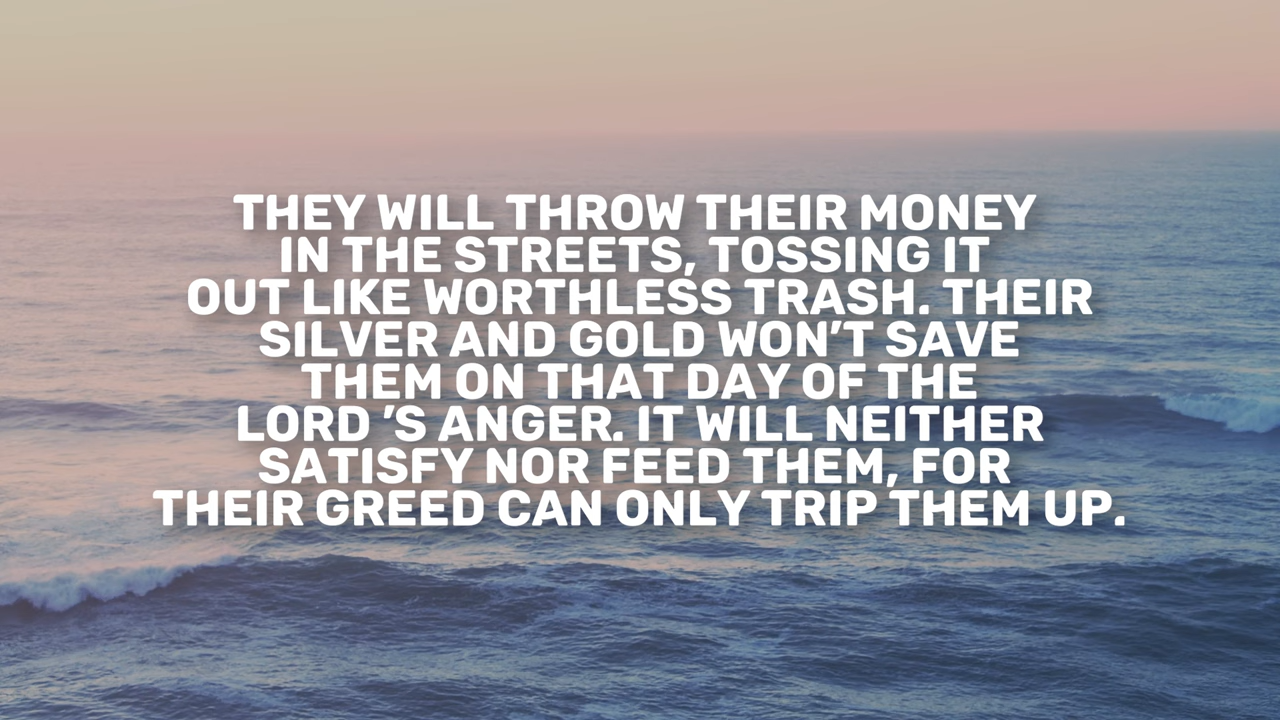 THEY WILL THROW THEIR MONEY
IN THE STREETS, TOSSING IT
OUT LIKE WORTHLESS TRASH. THEIR
SILVER AND GOLD WON’T SAVE
THEM ON THAT DAY OF THE
LORD ’S ANGER. IT WILL NEITHER
SATISFY NOR FEED THEM, FOR
THEIR GREED CAN ONLY TRIP THEM UP.